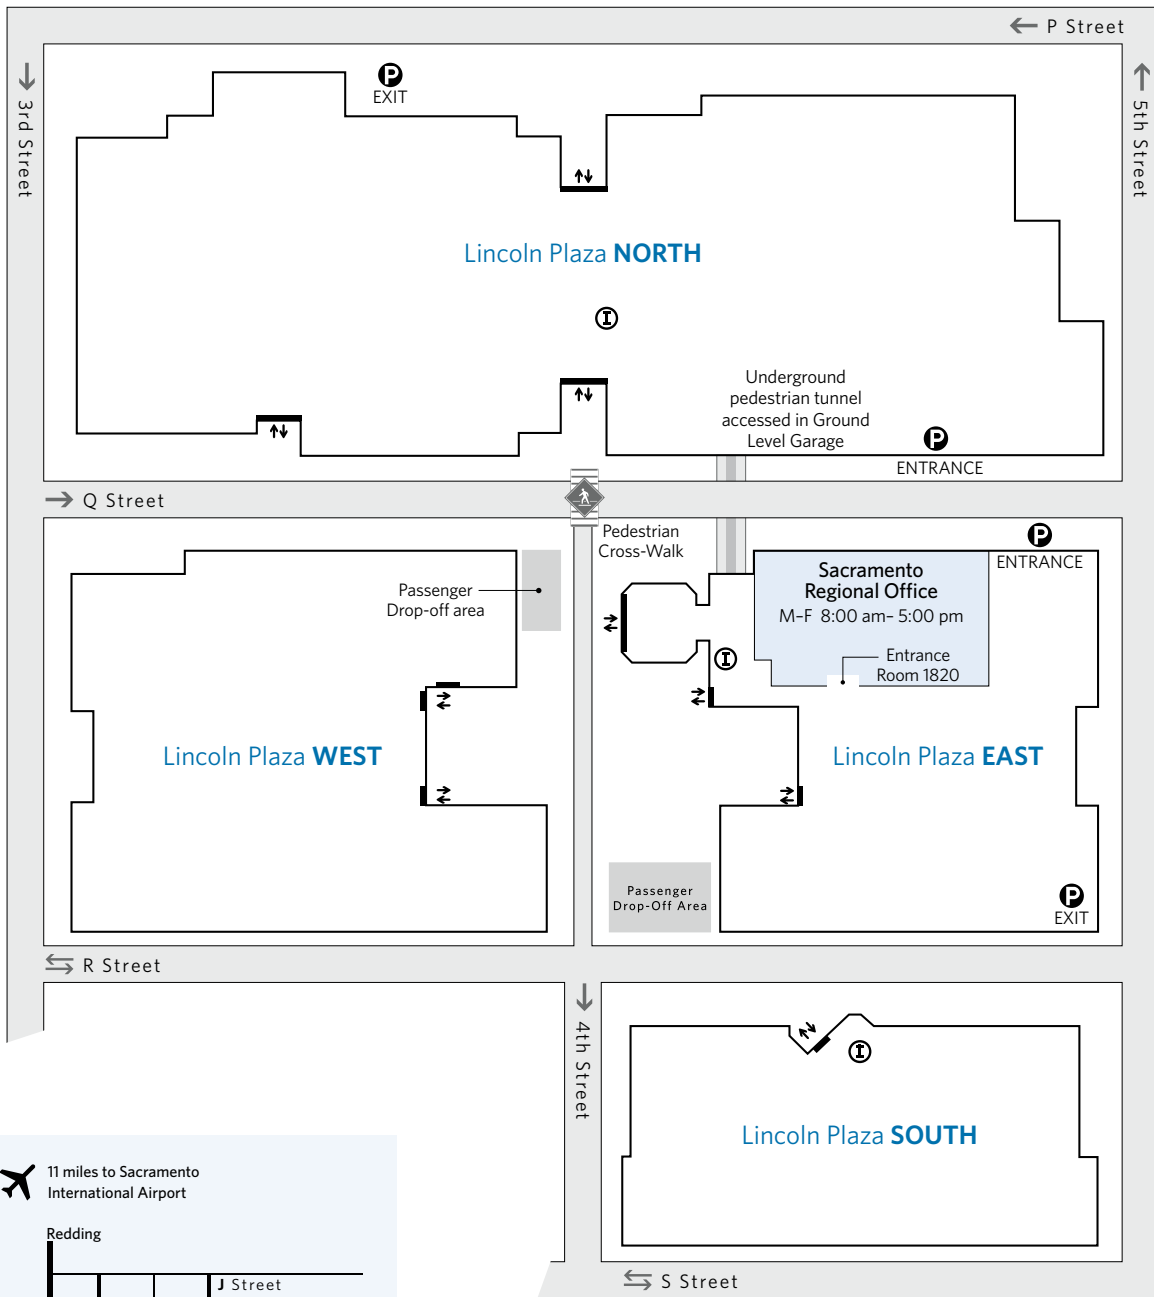 P Street
3rd Street
5th Street
P
EXIT
Lincoln Plaza NORTH
I
Underground
pedestrian tunnel
accessed in Ground
Level Garage
P
ENTRANCE
Q Street
Pedestrian
Cross-Walk
P
ENTRANCE
Passenger
Drop-off area
Sacramento
Regional Office
M–F 8:00 am– 5:00 pm
Entrance
Room 1820
I
Lincoln Plaza WEST
Lincoln Plaza EAST
Passenger
Drop-Off Area
P
EXIT
R Street
4th Street
I
Lincoln Plaza SOUTH
11 miles to Sacramento
International Airport
Redding
J Street
S Street